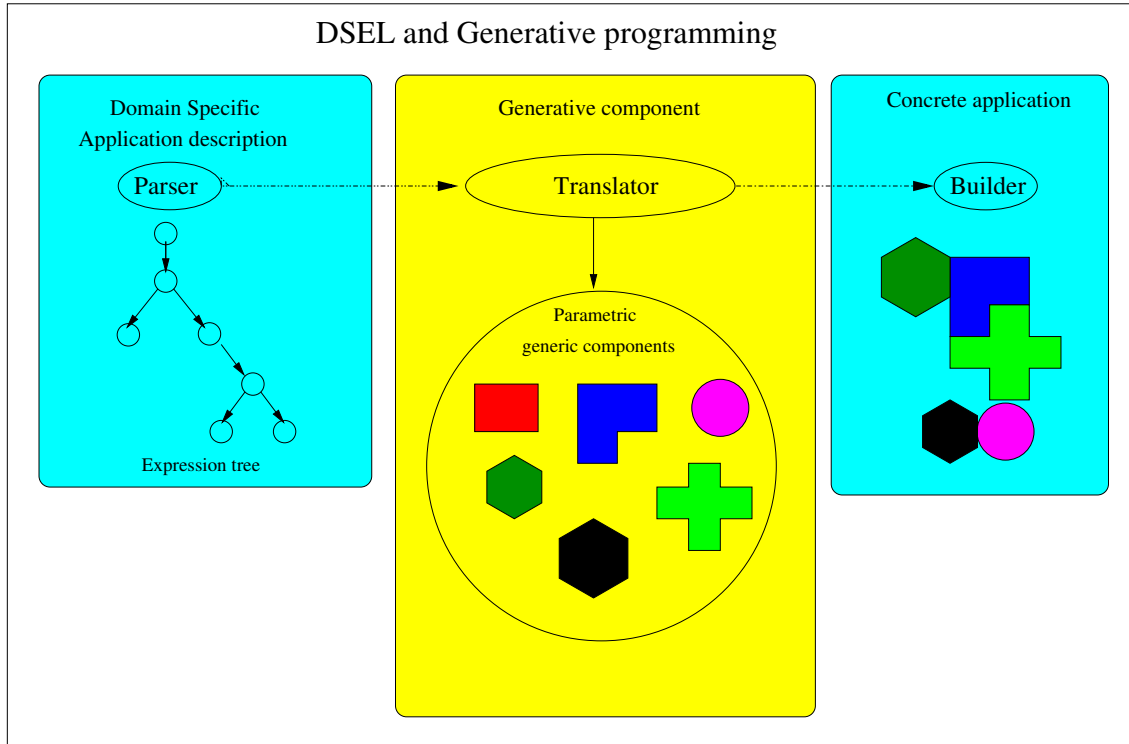 DSEL and Generative programming
Domain Specific
Application description
Parser
Expression tree
Generative component
Translator
Parametric
generic components
Concrete application
Builder